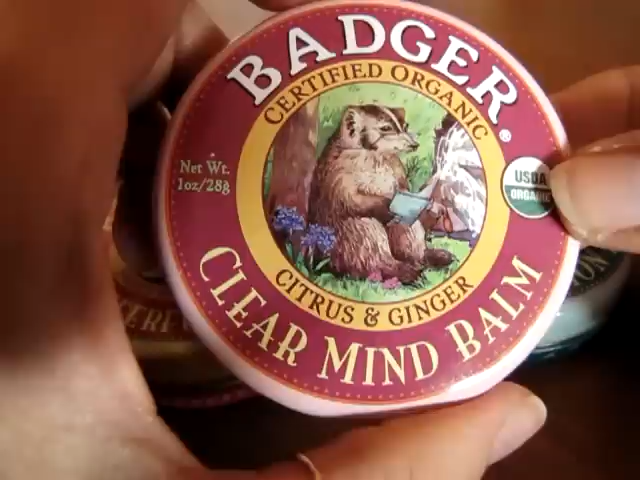 BADGER®
CERTIFIED ORGANIC
Net Wt.
1oz/28g
USDA
ORGANIC
CITRUS & GINGER
CLEAR MIND BALM